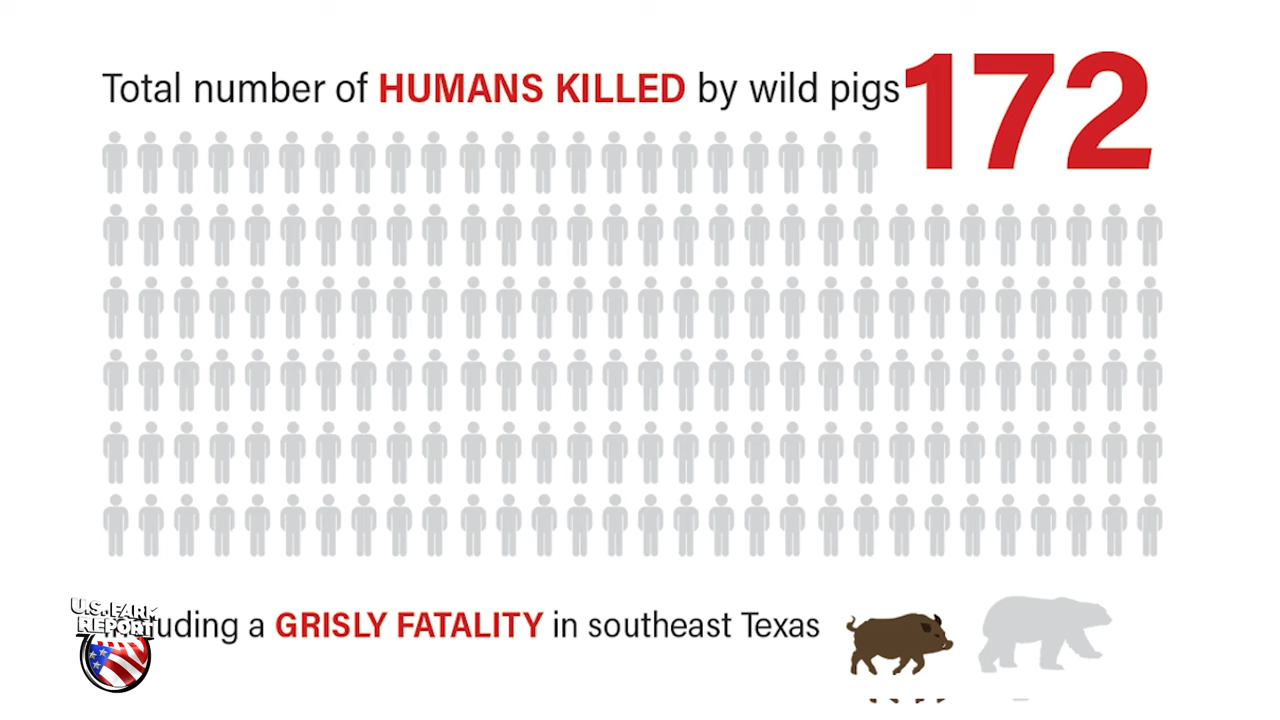 Total number of HUMANS KILLED by wild pigs 172
uding a GRISLY FATALITY in southeast Texas
U.S. FARM
REPORT